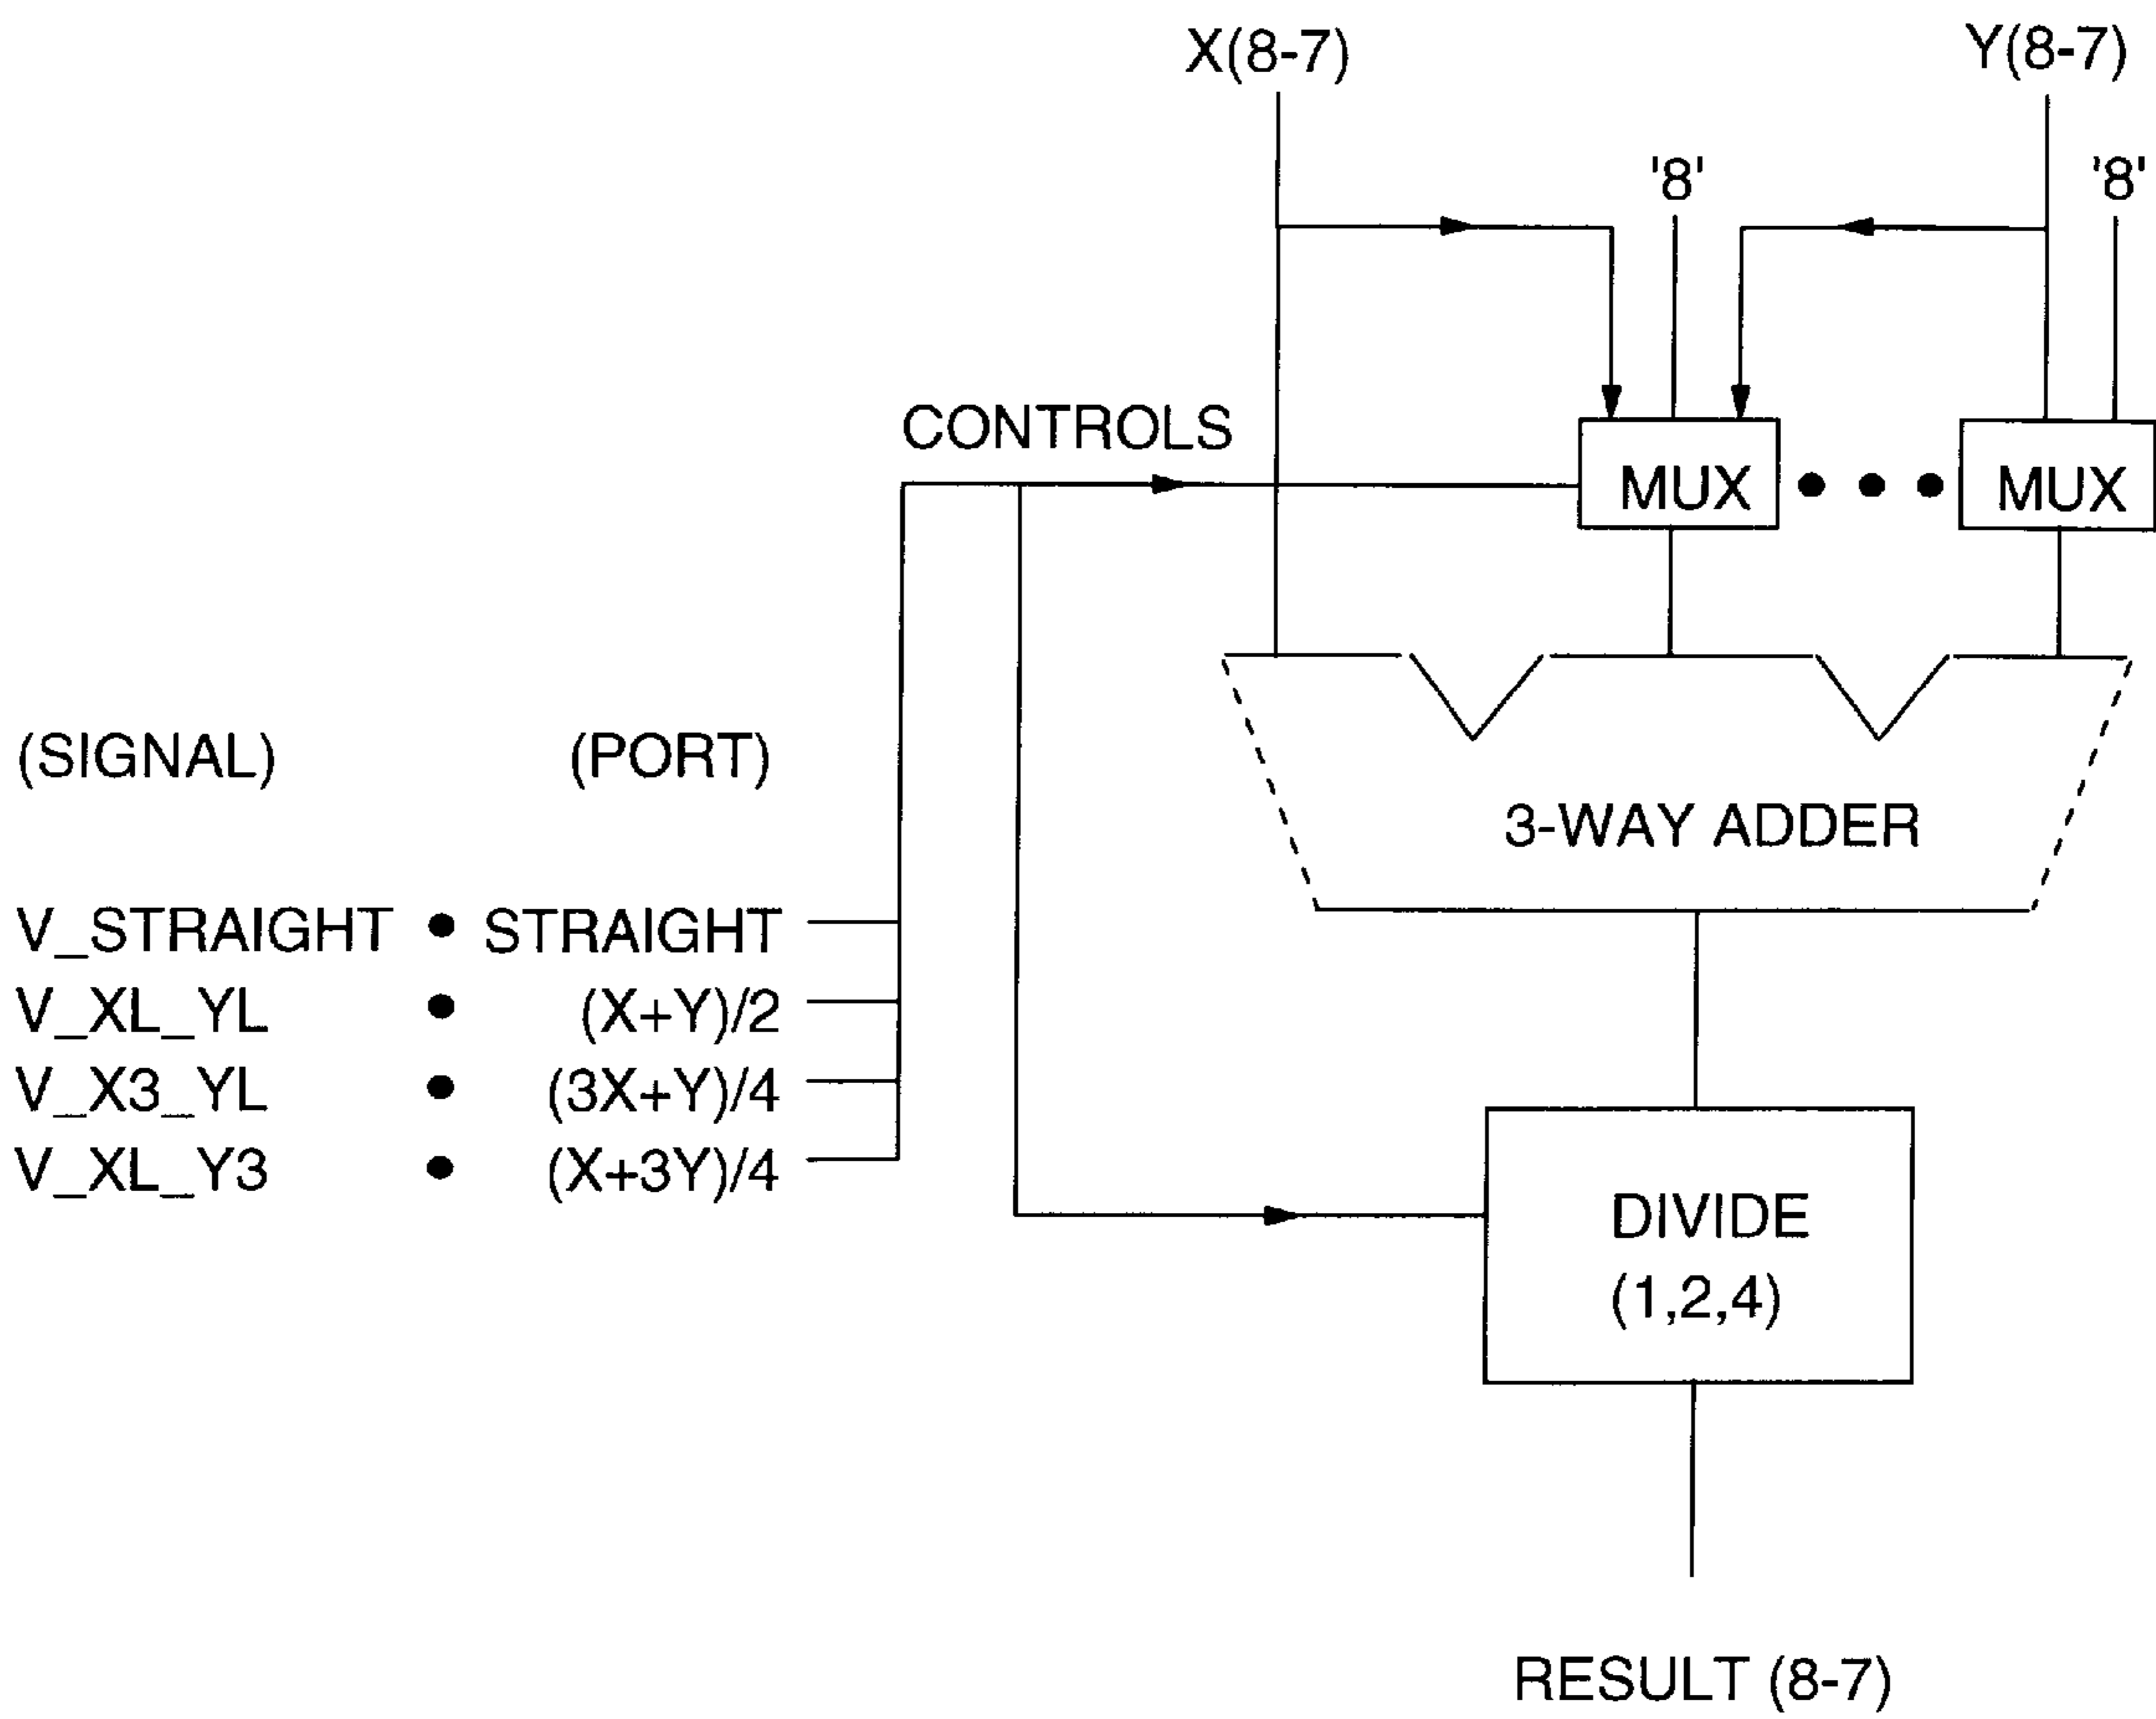 X(8-7)
Y(8-7)
'8'
'8'
CONTROLS
MUX
MUX
(SIGNAL) (PORT)
3-WAY ADDER
V_STRAIGHT • STRAIGHT
V_XL_YL • (X+Y)/2
V_X3_YL • (3X+Y)/4
V_XL_Y3 • (X+3Y)/4
DIVIDE
(1,2,4)
RESULT (8-7)